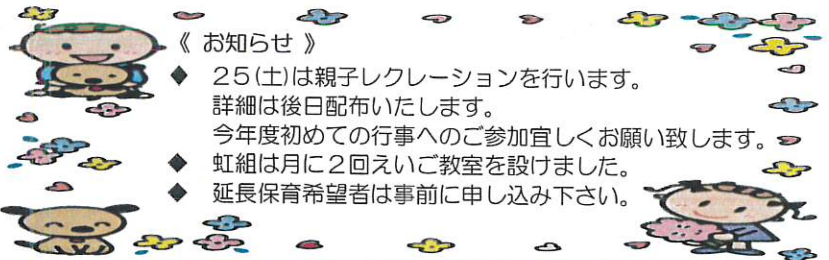 《 お知らせ 》
◆ 25(土)は親子レクレーションを行います。
詳細は後日配布いたします。
今年度初めての行事へのご参加宜しくお願い致します。
◆ 虹組は月に2回えいご教室を設けました。
◆ 延長保育希望者は事前に申し込み下さい。